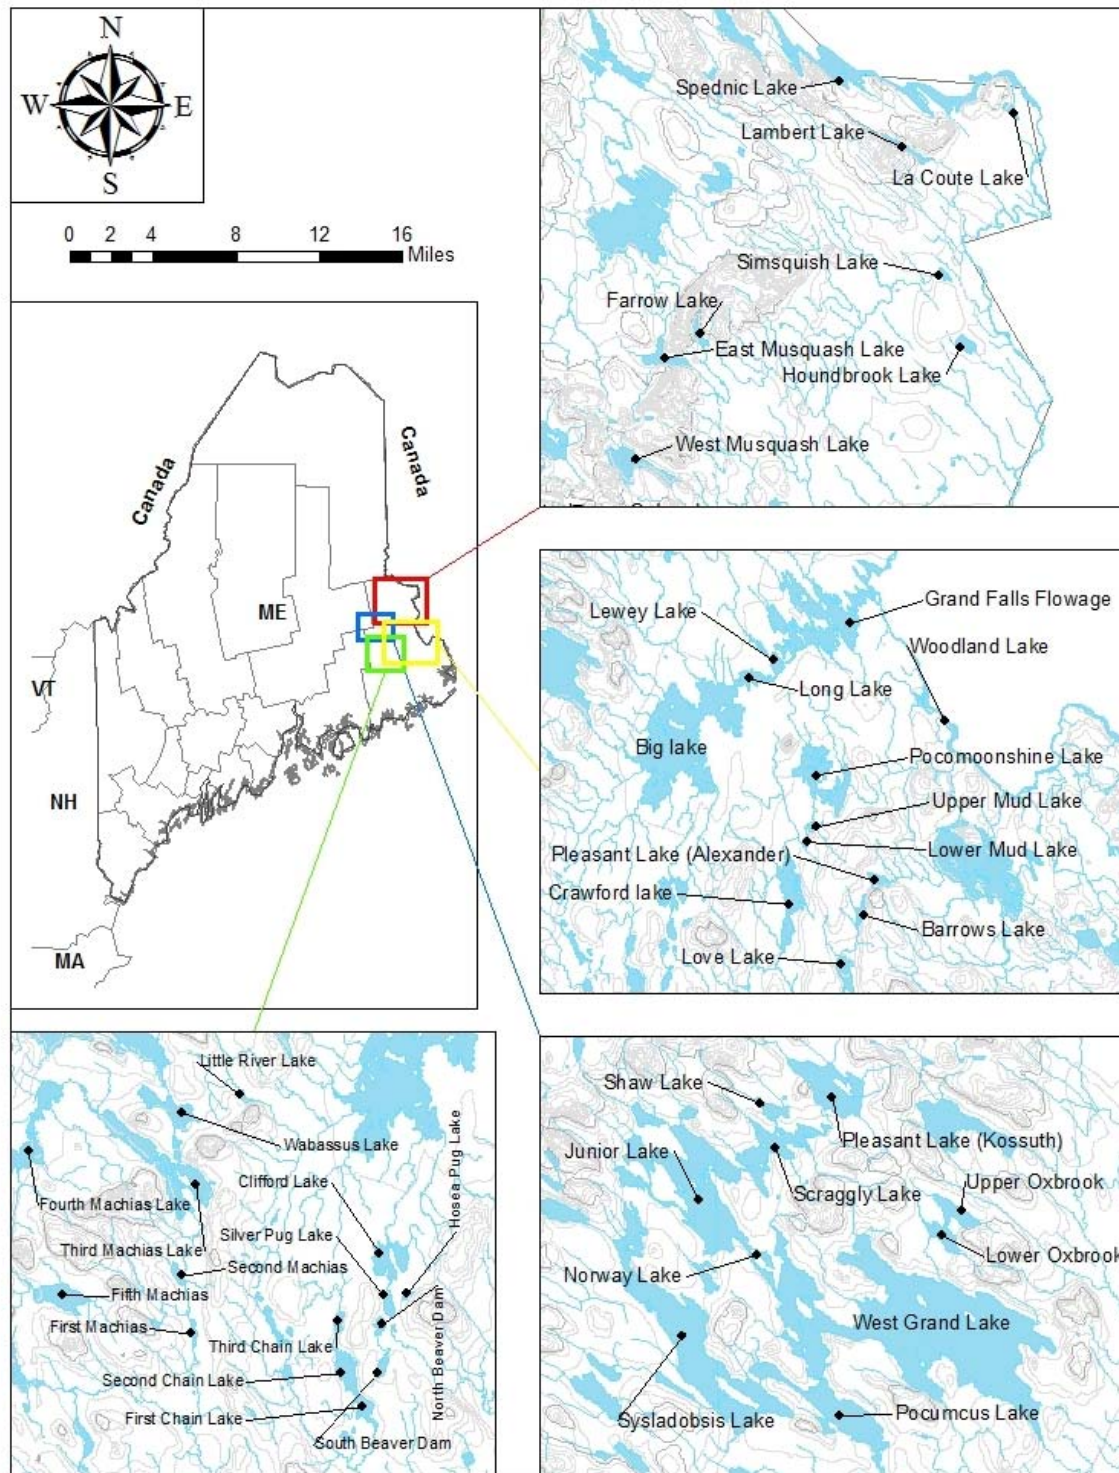 N
W
E
S
0 2 4 8 12 16
Miles
Canada
Canada
ME
VT
NH
MA
Spednic Lake
Lambert Lake
La Coute Lake
Simsquish Lake
Farrow Lake
East Musquash Lake
Houndbrook Lake
West Musquash Lake
Lewey Lake
Grand Falls Flowage
Woodland Lake
Long Lake
Big lake
Pocomoonshine Lake
Upper Mud Lake
Lower Mud Lake
Pleasant Lake (Alexander)
Crawford lake
Barrows Lake
Love Lake
Little River Lake
Wabassus Lake
Hosea Pug Lake
Clifford Lake
Fourth Machias Lake
Silver Pug Lake
Third Machias Lake
Second Machias
Fifth Machias
First Machias
Third Chain Lake
North Beaver Dam
Second Chain Lake
First Chain Lake
South Beaver Dam
Shaw Lake
Pleasant Lake (Kossuth)
Junior Lake
Scraggly Lake
Upper Oxbrook
Lower Oxbrook
Norway Lake
West Grand Lake
Sysladobsis Lake
Pocumcus Lake